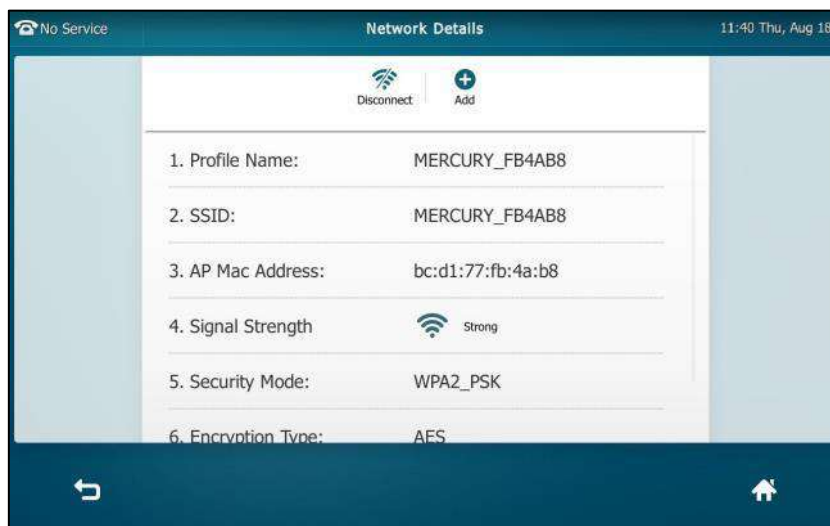 No Service
Network Details
11:40 Thu, Aug 18
Disconnect
Add
1. Profile Name: MERCURY_FB4AB8
2. SSID: MERCURY_FB4AB8
3. AP Mac Address: bc:d1:77:fb:4a:b8
4. Signal Strength Strong
5. Security Mode: WPA2_PSK
6. Encryption Type: AES